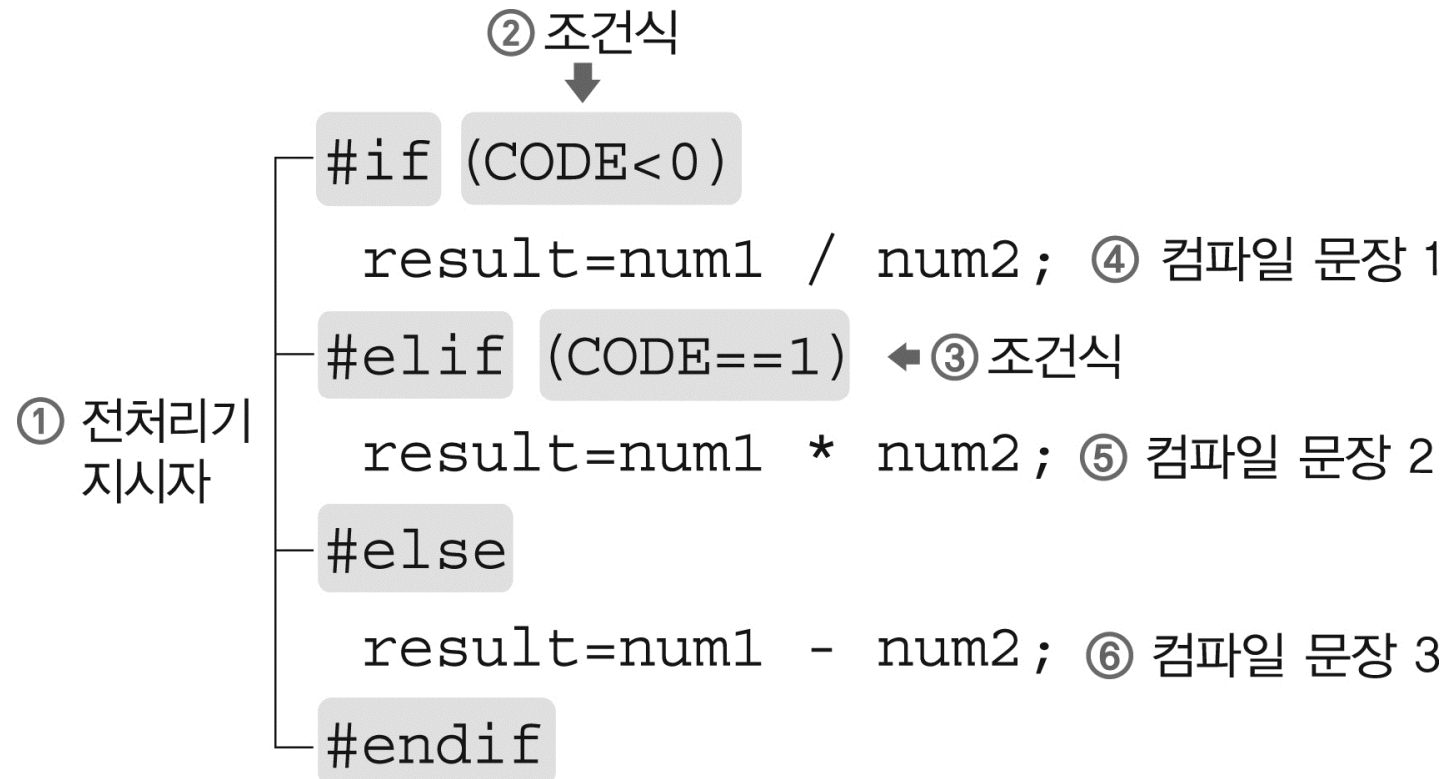 ② 조건식
#if (CODE<0)
result=num1 / num2; ④ 컴파일 문장 1
#elif (CODE==1) ③ 조건식
① 전처리기
지시자
result=num1 * num2; ⑤ 컴파일 문장 2
#else
result=num1 - num2; ⑥ 컴파일 문장 3
#endif